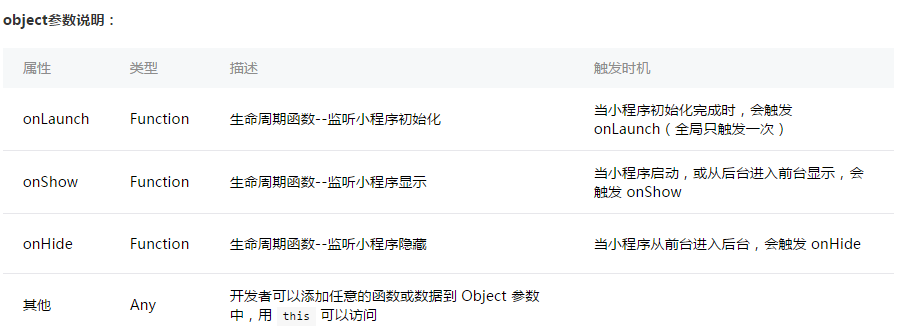 object参数说明：
属性 类型 描述 触发时机
onLaunch Function 生命周期函数--监听小程序初始化 当小程序初始化完成时，会触发
onLaunch（全局只触发一次）
onShow Function 生命周期函数--监听小程序显示 当小程序启动，或从后台进入前台显示，会
触发 onShow
onHide Function 生命周期函数--监听小程序隐藏 当小程序从前台进入后台，会触发 onHide
其他 Any 开发者可以添加任意的函数或数据到 Object 参数
中，用 this 可以访问